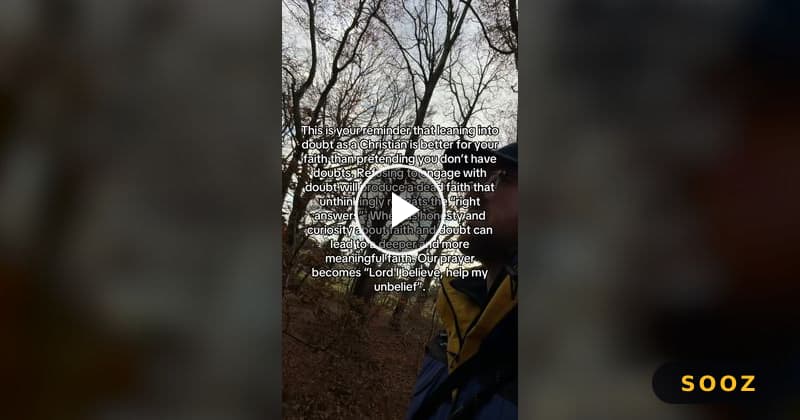 This is your reminder that leaning into
doubt as a Christian is better for your
faith than pretending you don't have
doubts. Refusing to engage with
doubt will produce a dead faith that
unthinkingly the "right
answers". honesty and
curiosity about faith and doubt can
lead to a deeper and more
meaningful faith. Our prayer
becomes "Lord I believe, help my
unbelief".
SOOZ